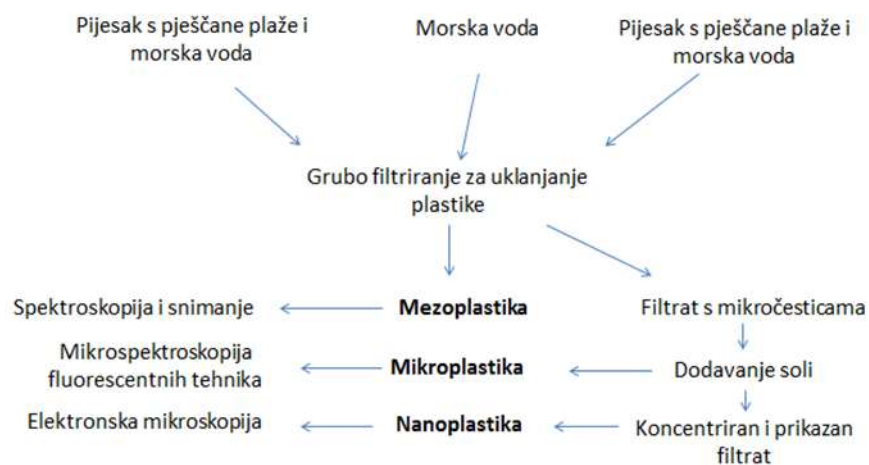 Pijesak s pješčane plaže i
morska voda
Morska voda
Pijesak s pješčane plaže i
morska voda
Grubo filtriranje za uklanjanje
plastike
Spektroskopija i snimanje
Mezoplastika
Filtrat s mikročesticama
Mikrospektroskopija
fluorescentnih tehnika
Mikroplastika
Dodavanje soli
Elektronska mikroskopija
Nanoplastika
Koncentriran i prikazan
filtrat